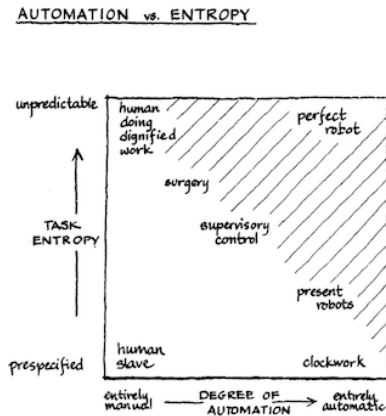 AUTOMATION vs. ENTROPY
unpredictable
human
doing
dignified
work
perfect
robot
surgery
TASK
ENTROPY
supervisory
control
present
robots
human
slave
clockwork
prespecified
entirely
manual
DEGREE OF
AUTOMATION
entirely
automatic